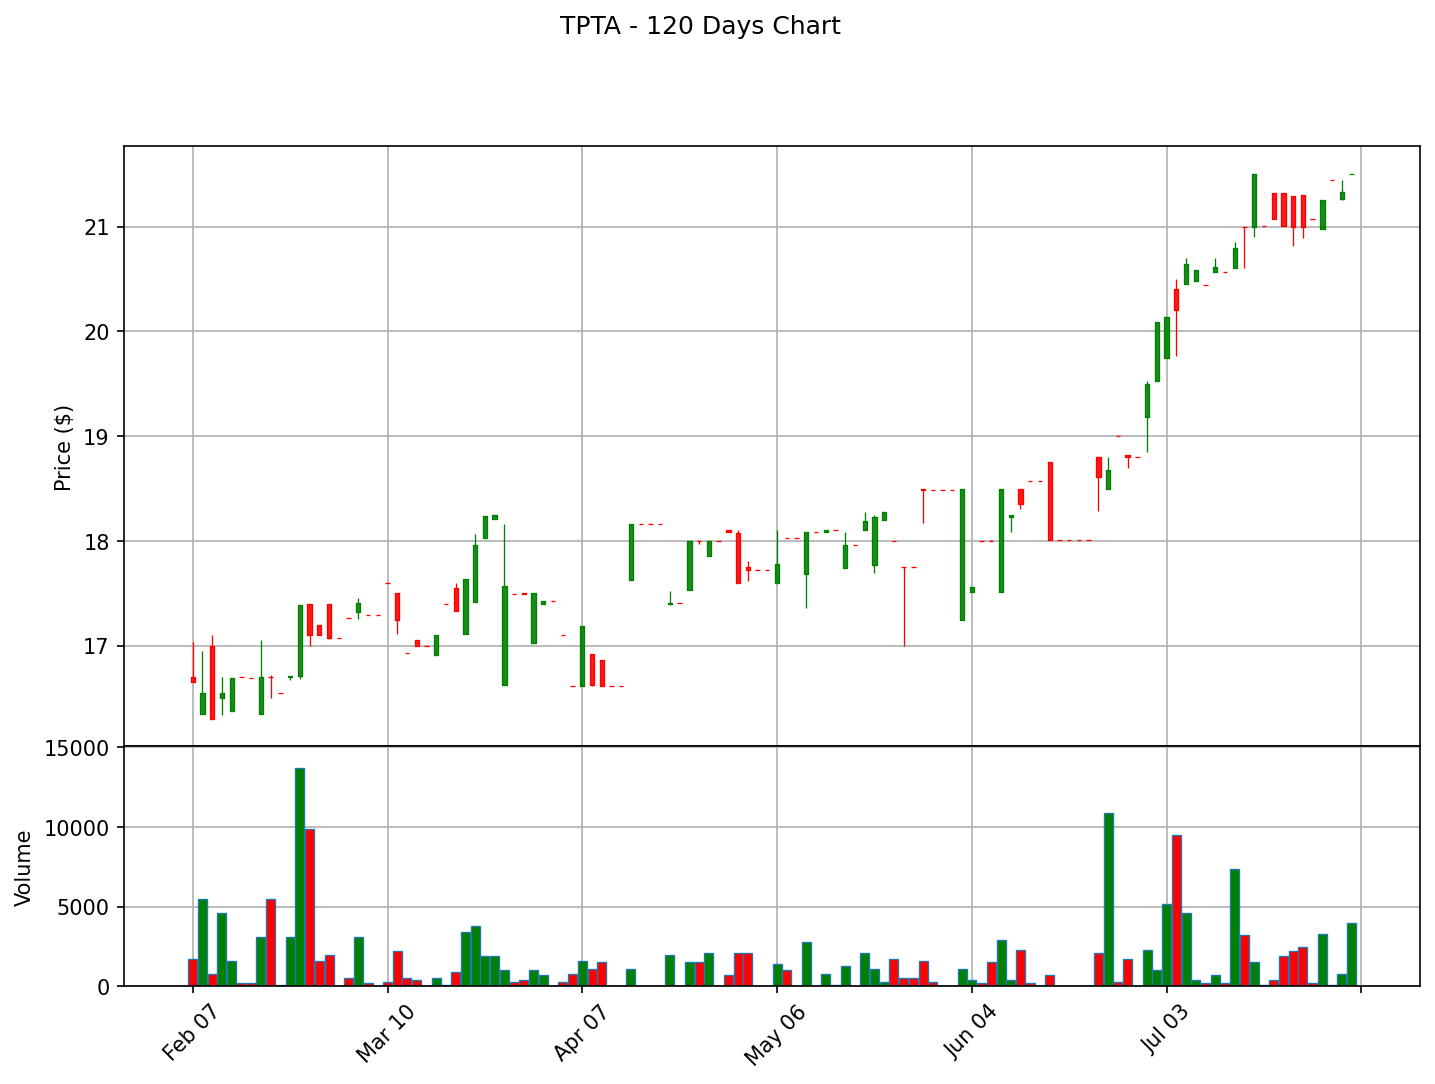 TPTA - 120 Days Chart
Price ($)
21
20
19
18
17
Volume
15000
10000
5000
0
Feb 07
Mar 10
Apr 07
May 06
Jun 04
Jul 03